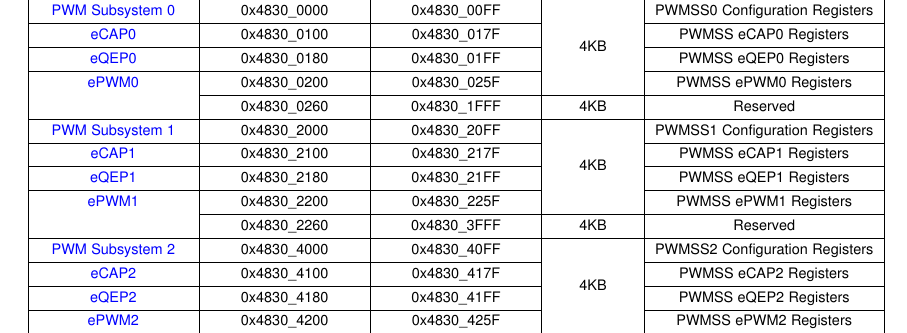 PWM Subsystem 0 0x4830_0000 0x4830_00FF 4KB PWMSS0 Configuration Registers
eCAP0 0x4830_0100 0x4830_017F PWMSS eCAP0 Registers
eQEP0 0x4830_0180 0x4830_01FF PWMSS eQEP0 Registers
ePWM0 0x4830_0200 0x4830_025F PWMSS ePWM0 Registers
0x4830_0260 0x4830_1FFF 4KB Reserved
PWM Subsystem 1 0x4830_2000 0x4830_20FF 4KB PWMSS1 Configuration Registers
eCAP1 0x4830_2100 0x4830_217F PWMSS eCAP1 Registers
eQEP1 0x4830_2180 0x4830_21FF PWMSS eQEP1 Registers
ePWM1 0x4830_2200 0x4830_225F PWMSS ePWM1 Registers
0x4830_2260 0x4830_3FFF 4KB Reserved
PWM Subsystem 2 0x4830_4000 0x4830_40FF 4KB PWMSS2 Configuration Registers
eCAP2 0x4830_4100 0x4830_417F PWMSS eCAP2 Registers
eQEP2 0x4830_4180 0x4830_41FF PWMSS eQEP2 Registers
ePWM2 0x4830_4200 0x4830_425F PWMSS ePWM2 Registers